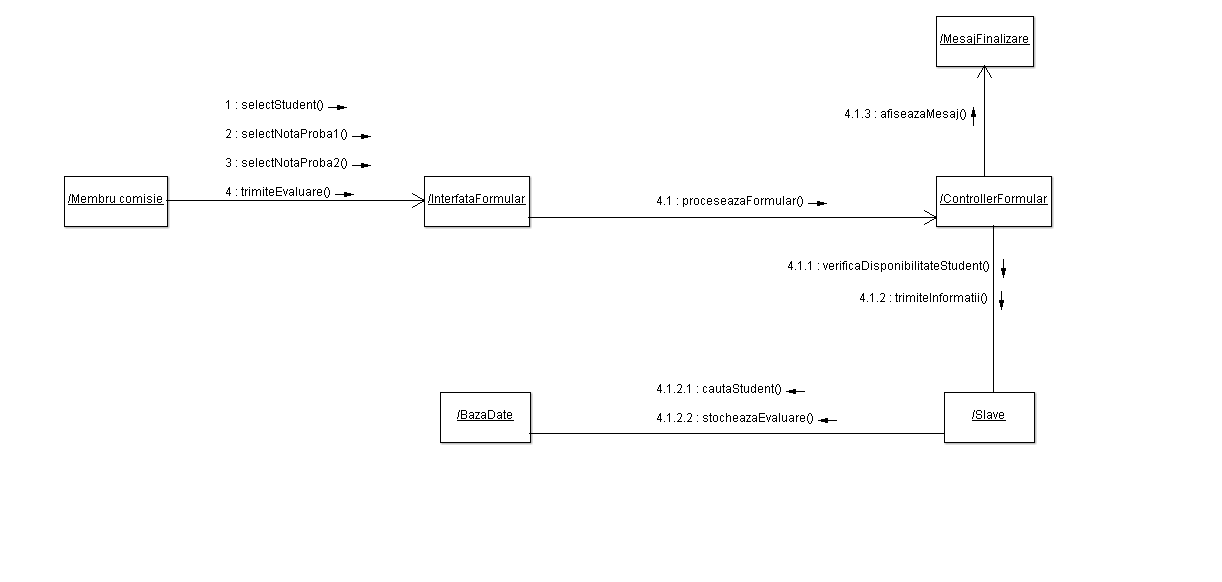 /MesajFinalizare
1 : selectStudent()
4.1.3 : afiseazaMesaj()
2 : selectNotaProba1()
3 : selectNotaProba2()
4 : trimiteEvaluare()
/Membru comisie
/InterfataFormular
4.1 : proceseazaFormular()
/ControllerFormular
4.1.1 : verificaDisponibilitateStudent()
4.1.2 : trimiteInformatii()
4.1.2.1 : cautaStudent()
4.1.2.2 : stocheazaEvaluare()
/BazaDate
/Slave